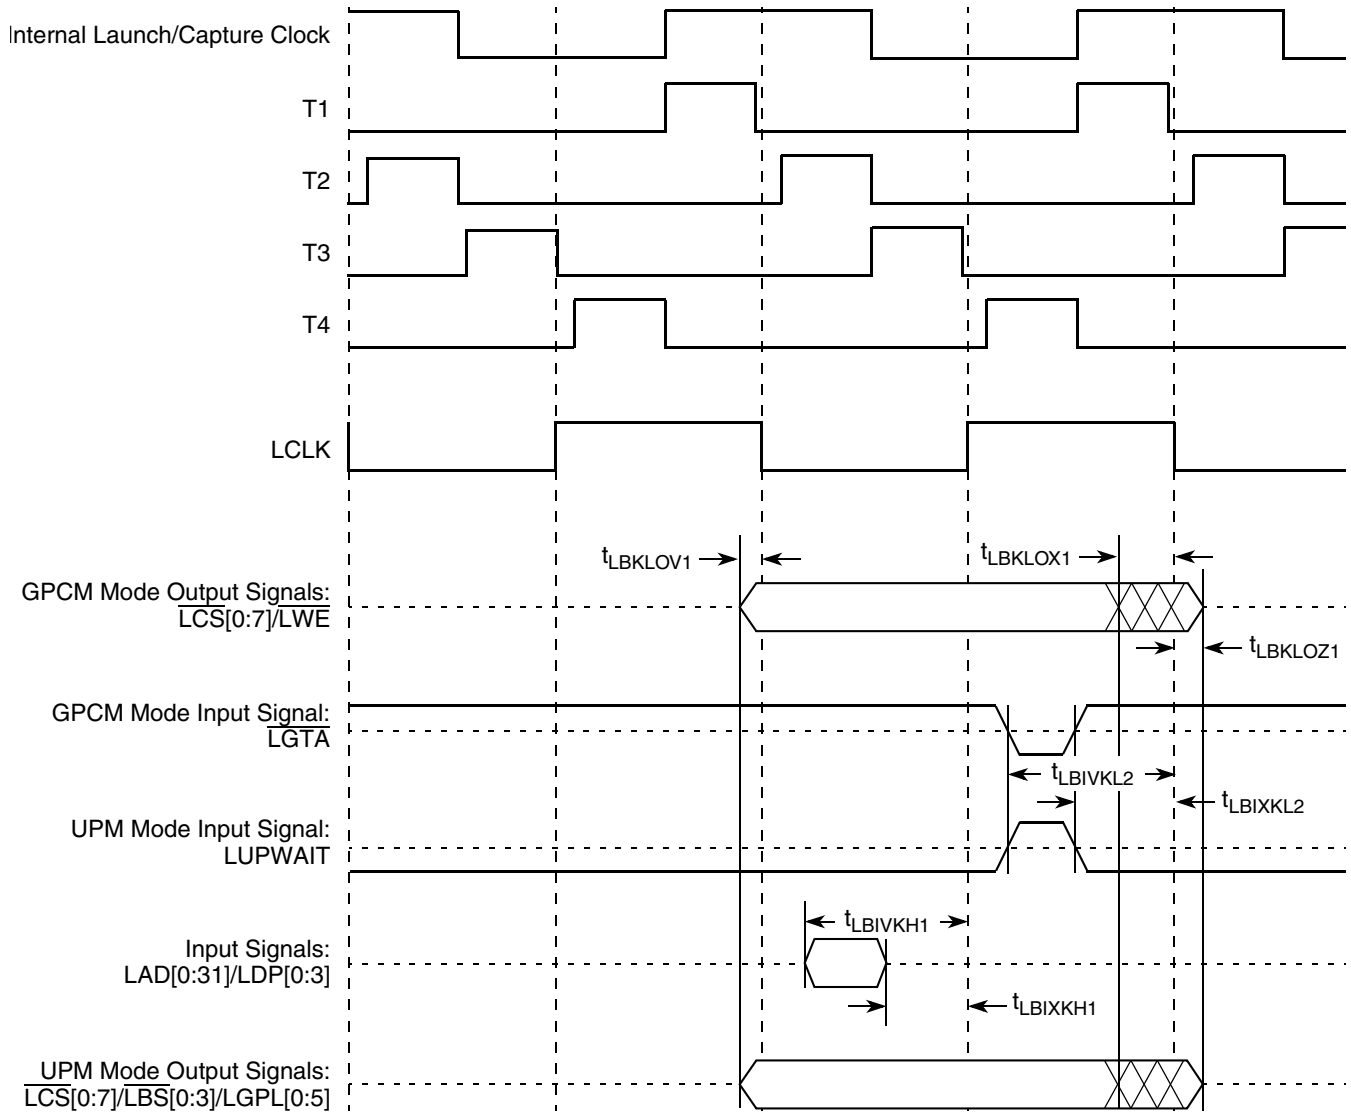 Internal Launch/Capture Clock
T1
T2
T3
T4
LCLK
tLBKLOV1
tLBKLOX1
GPCM Mode Output Signals:
LCS[0:7]/LWE
tLBKLOZ1
GPCM Mode Input Signal:
LGTA
tLBIVKL2
tLBIXKL2
UPM Mode Input Signal:
LUPWAIT
tLBIVKH1
Input Signals:
LAD[0:31]/LDP[0:3]
tLBIXKH1
UPM Mode Output Signals:
LCS[0:7]/LBS[0:3]/LGPL[0:5]